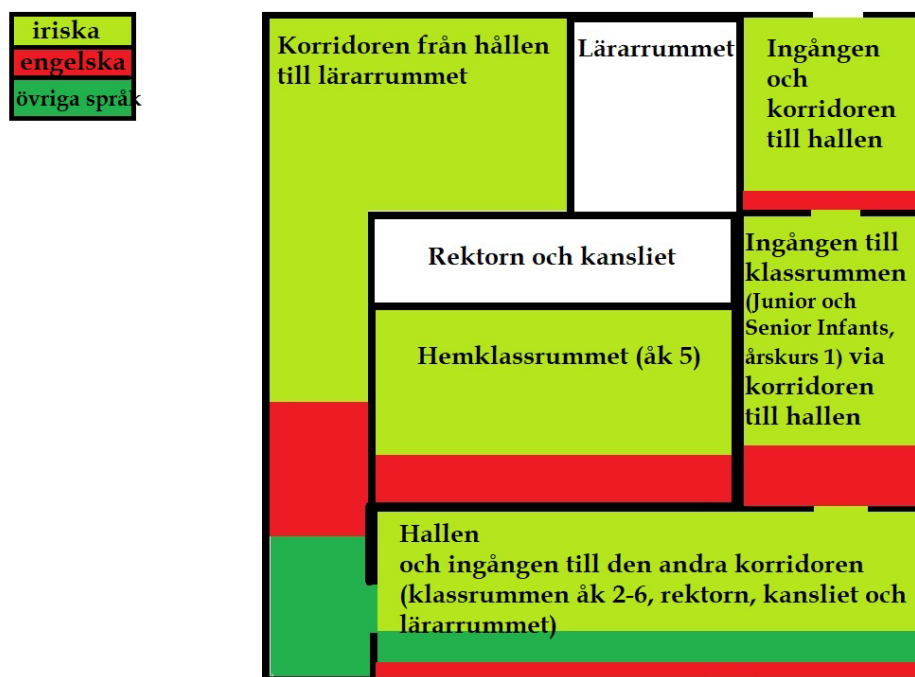 iriska
engelska
övriga språk
Korridoren från hållen
till lärarrummet
Lärarrummet
Ingången
och
korridoren
till hallen
Rektorn och kansliet
Ingången till
klassrummen
(Junior och
Senior Infants,
årskurs 1) via
korridoren
till hallen
Hemklassrummet (åk 5)
Hallen
och ingången till den andra korridoren
(klassrummen åk 2-6, rektorn, kansliet och
lärarrummet)